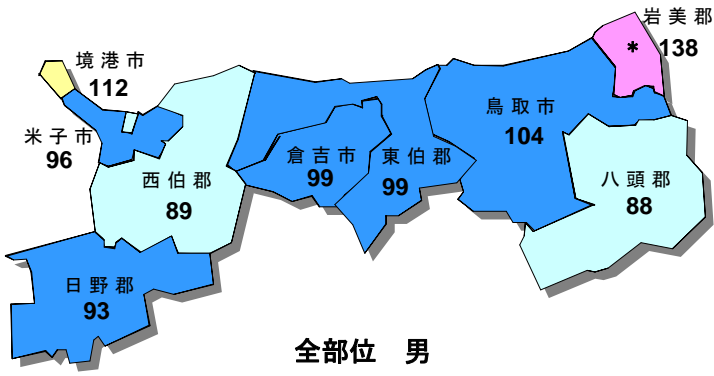 岩美郡
*
138
境港市
112
鳥取市
104
米子市
96
倉吉市
99
東伯郡
99
西伯郡
89
八頭郡
88
日野郡
93
全部位 男